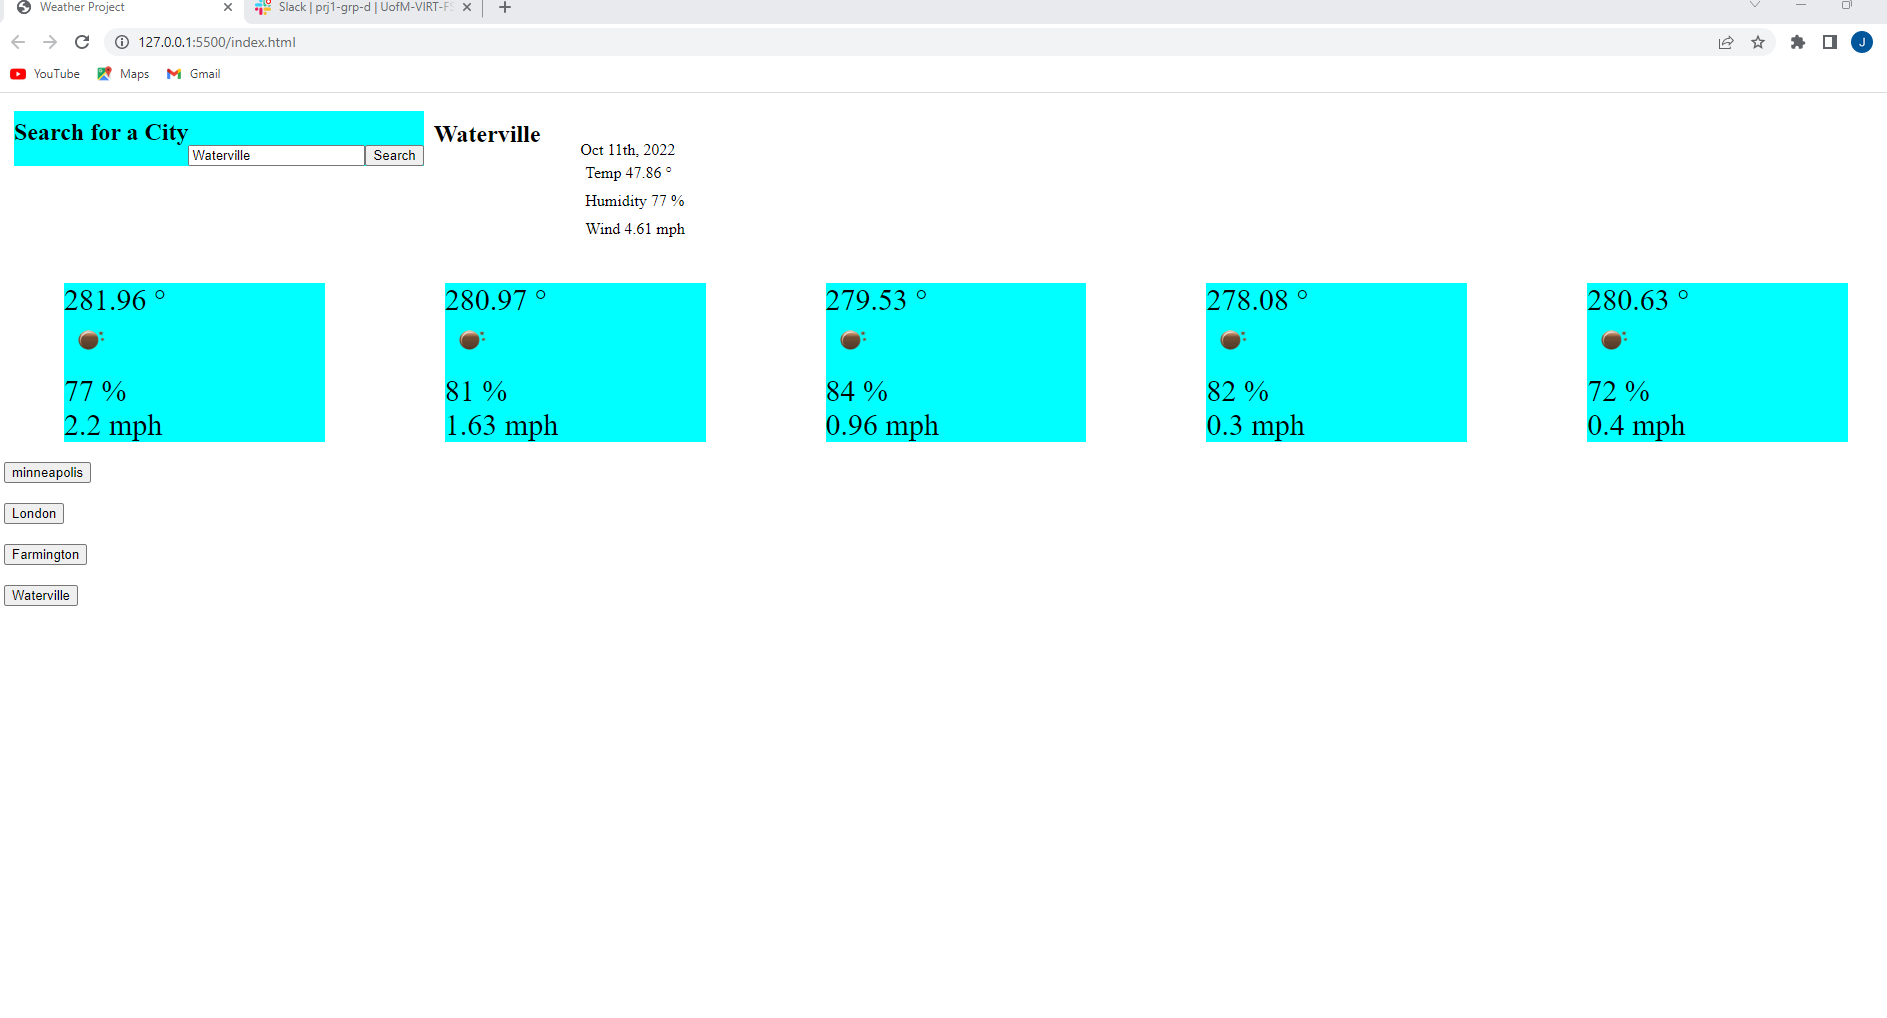 Weather Project
Slack | prj1-grp-d | UofM-VIRT-FS
127.0.0.1:5500/index.html
J
YouTube Maps Gmail
Search for a City
Waterville Search
Waterville
Oct 11th, 2022
Temp 47.86 °
Humidity 77 %
Wind 4.61 mph
281.96 °
77 %
2.2 mph
280.97 °
81 %
1.63 mph
279.53 °
84 %
0.96 mph
278.08 °
82 %
0.3 mph
280.63 °
72 %
0.4 mph
minneapolis
London
Farmington
Waterville